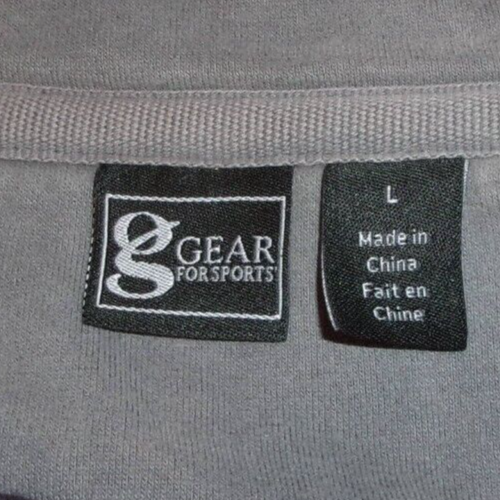 g GEAR
FOR SPORTS
L
Made in
China
Fait en
Chine